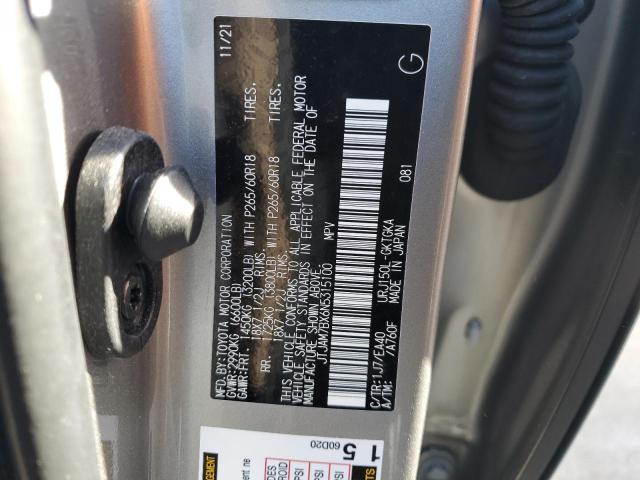 MFD.BY:TOYOTA MOTOR CORPORATION 11/21
GVWR:2990KG (6600LB)
GAWR:FRT. 1450KG (3200LB) WITH P265/60R18 TIRES.
18X7 1/2J RIMS.
RR. 1725KG (3800LB) WITH P265/60R18 TIRES.
18X7 1/2J RIMS.
THIS VEHICLE CONFORMS TO ALL APPLICABLE FEDERAL MOTOR
VEHICLE SAFETY STANDARDS IN EFFECT ON THE DATE OF
MANUFACTURE SHOWN ABOVE.
JTJAM7BX6N5315100 MPV
081 G
C/TR:1J7/EA40 URJ150L-GKTGKA
A/TM: /A760F MADE IN JAPAN
1 5
60D20